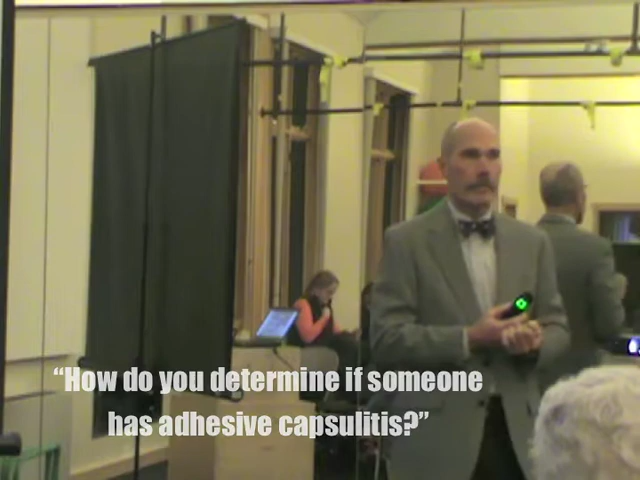 “How do you determine if someone
has adhesive capsulitis?”